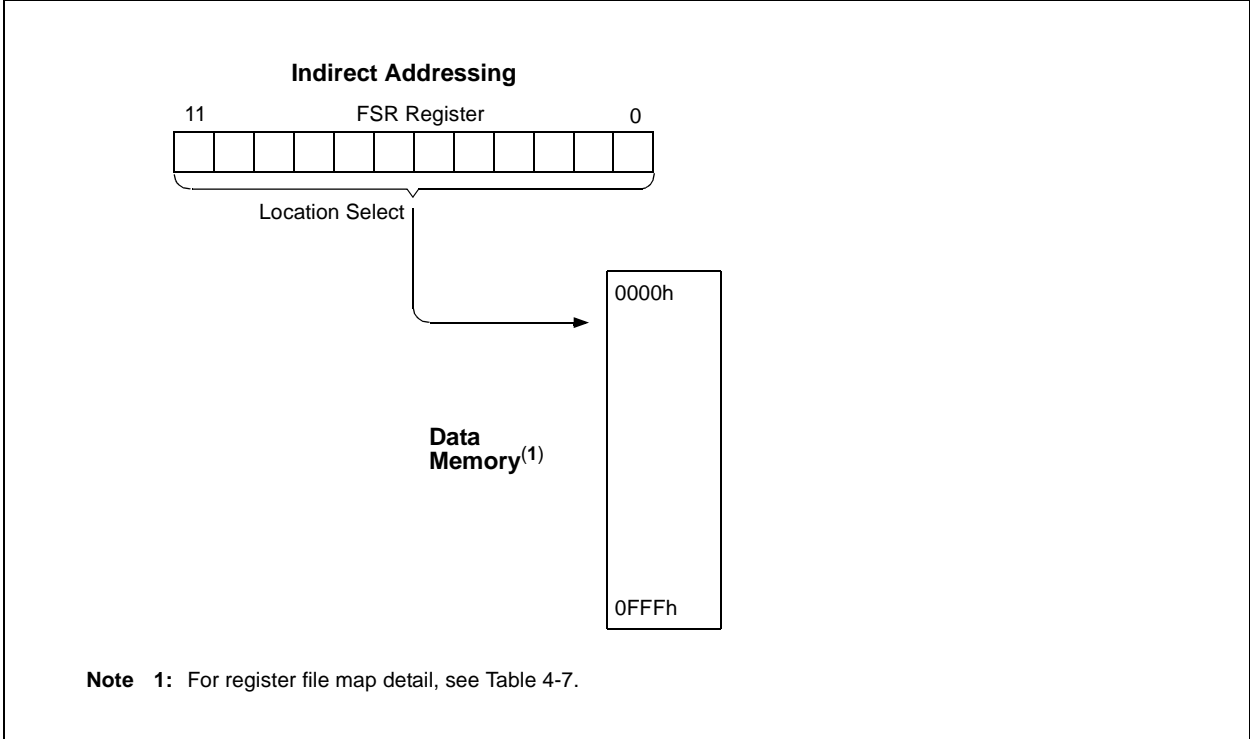 Indirect Addressing
11 FSR Register 0
Location Select
0000h
Data
Memory(1)
0FFFh
Note 1: For register file map detail, see Table 4-7.